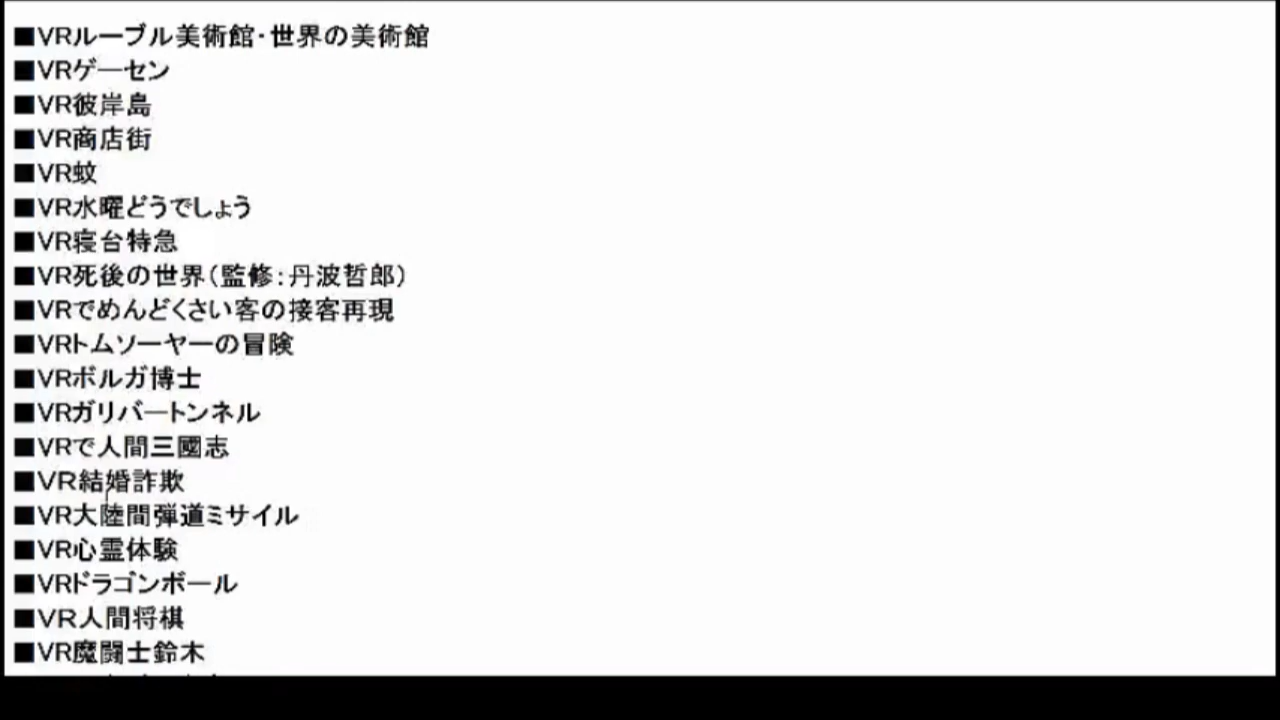 ■VRルーブル美術館・世界の美術館
■VRゲーセン
■VR彼岸島
■VR商店街
■VR蚊
■VR水曜どうでしょう
■VR寝台特急
■VR死後の世界（監修：丹波哲郎）
■VRでめんどくさい客の接客再現
■VRトムソーヤーの冒険
■VRボルガ博士
■VRガリバートンネル
■VRで人間三國志
■VR結婚詐欺
■VR大陸間弾道ミサイル
■VR心霊体験
■VRドラゴンボール
■VR人間将棋
■VR魔闘士鈴木